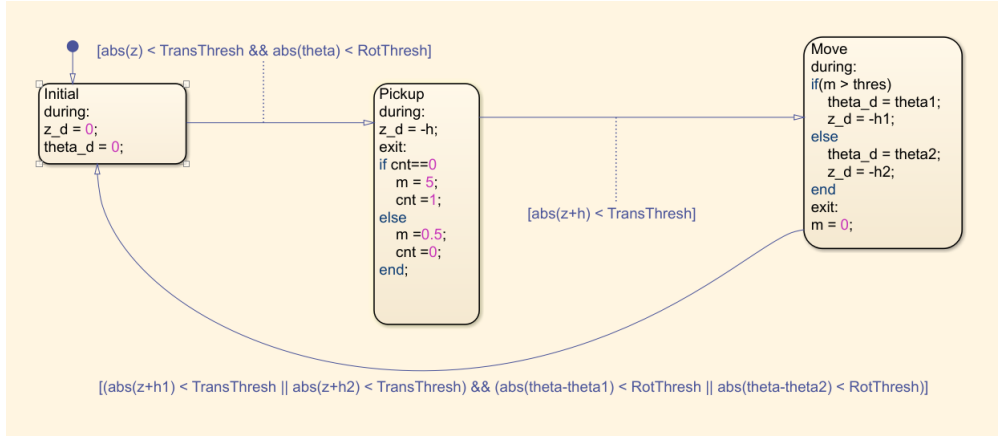 [abs(z) < TransThresh && abs(theta) < RotThresh]
Initial
during:
z_d = 0;
theta_d = 0;
Pickup
during:
z_d = -h;
exit:
if cnt==0
m = 5;
cnt =1;
else
m =0.5;
cnt =0;
end;
[abs(z+h) < TransThresh]
Move
during:
if(m > thres)
theta_d = theta1;
z_d = -h1;
else
theta_d = theta2;
z_d = -h2;
end
exit:
m = 0;
[(abs(z+h1) < TransThresh || abs(z+h2) < TransThresh) && (abs(theta-theta1) < RotThresh || abs(theta-theta2) < RotThresh)]